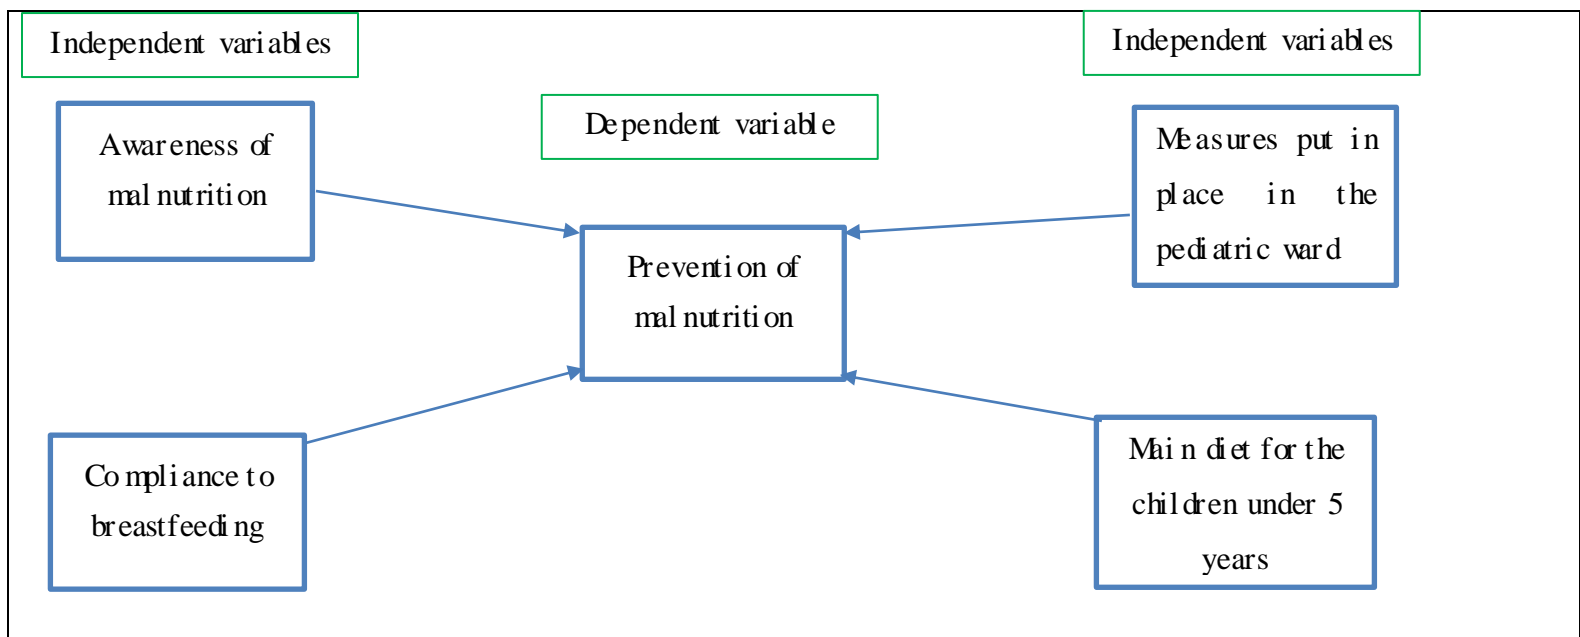 Independent variables
Independent variables
Dependent variable
Awareness of
malnutrition
Measures put in
place in the
pediatric ward
Prevention of
malnutrition
Compliance to
breastfeeding
Main diet for the
children under 5
years